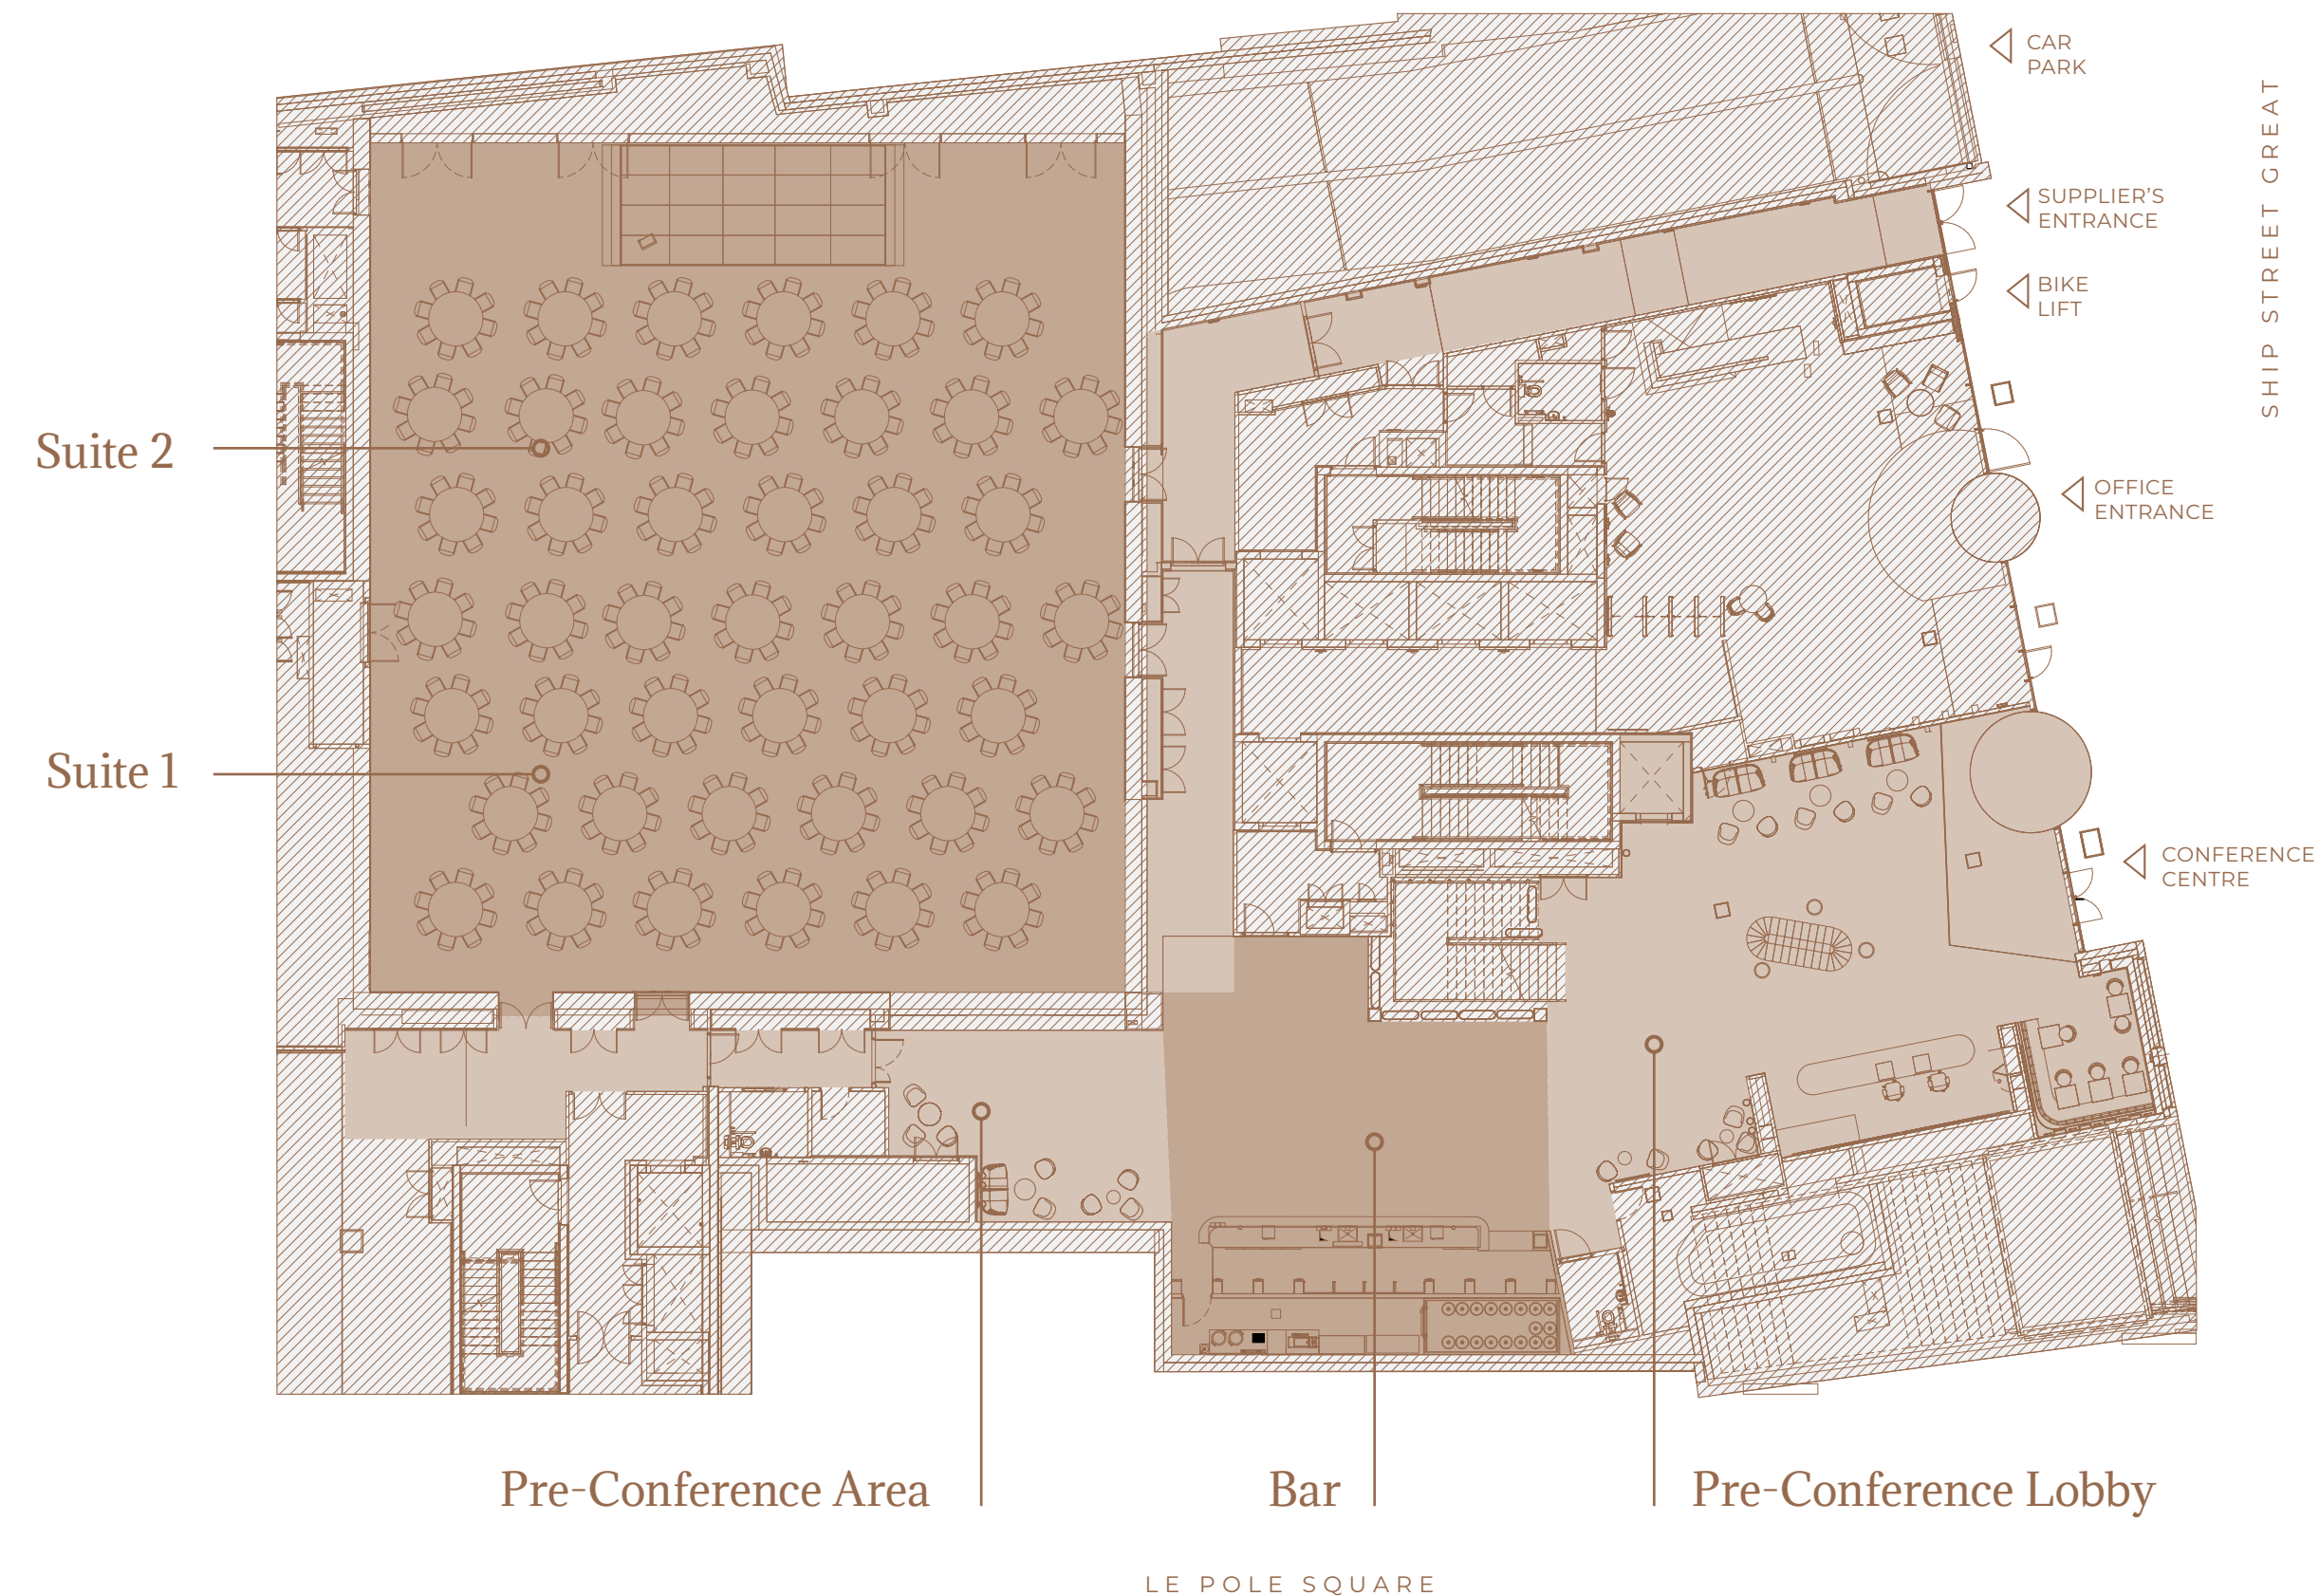 CAR
PARK
SUPPLIER’S
ENTRANCE
BIKE
LIFT
SHIP STREET GREAT
Suite 2
OFFICE
ENTRANCE
Suite 1
CONFERENCE
CENTRE
Pre-Conference Area
Bar
Pre-Conference Lobby
LE POLE SQUARE